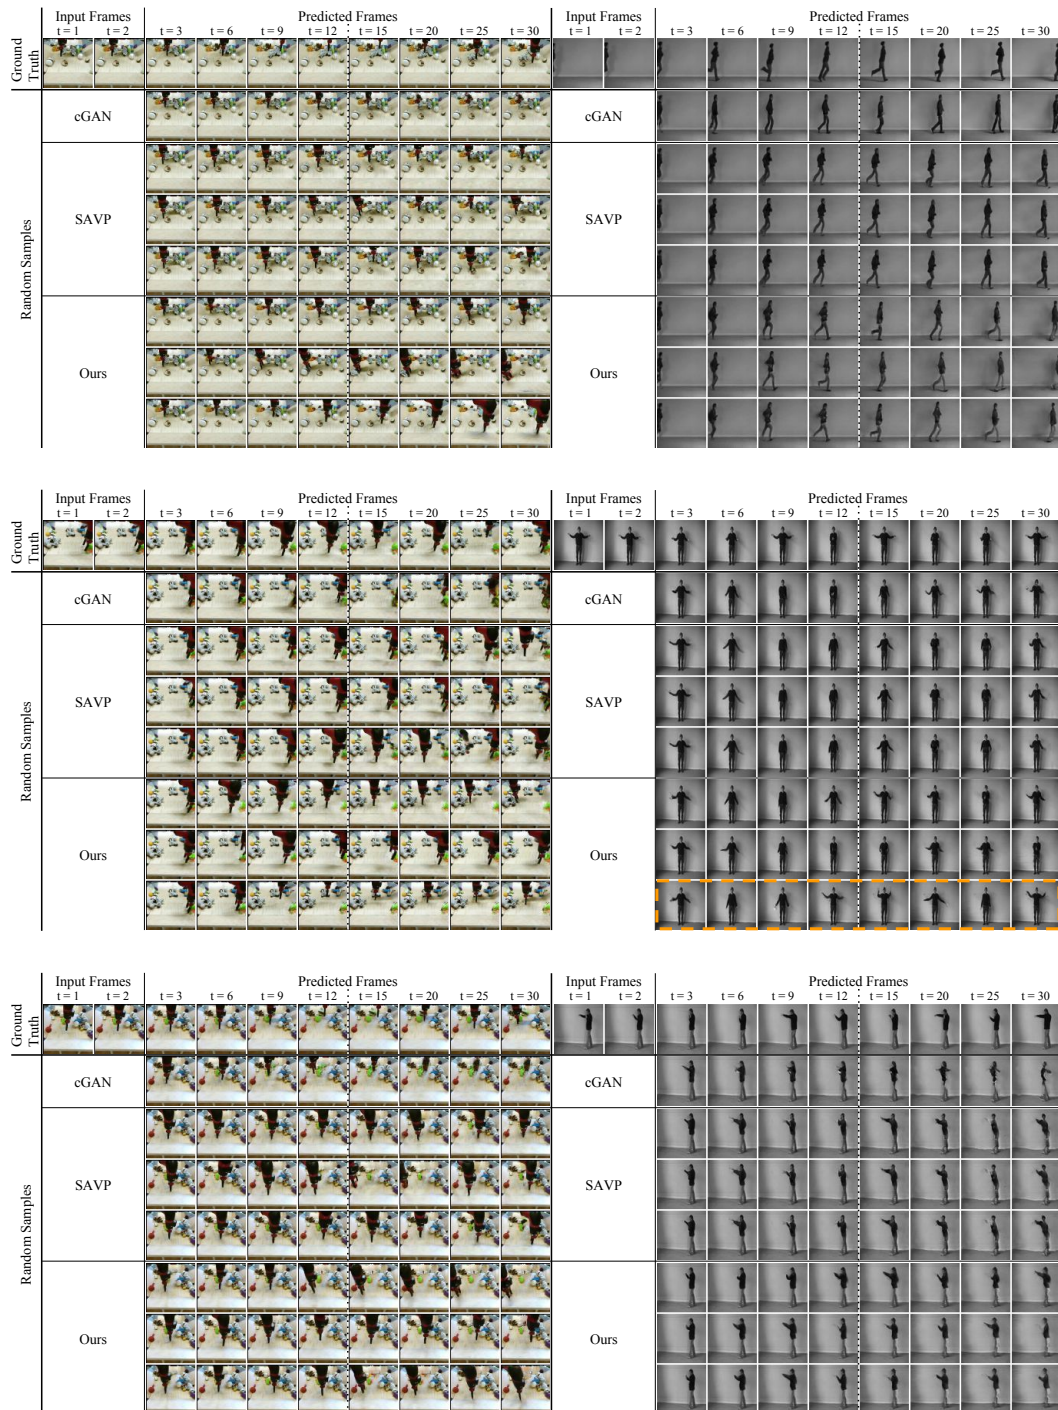 Input Frames Predicted Frames Input Frames Predicted Frames
t = 1 t = 2 t = 3 t = 6 t = 9 t = 12 t = 15 t = 20 t = 25 t = 30 t = 1 t = 2 t = 3 t = 6 t = 9 t = 12 t = 15 t = 20 t = 25 t = 30
Ground
Truth
cGAN cGAN
Random Samples
SAVP SAVP
Ours Ours
Input Frames Predicted Frames Input Frames Predicted Frames
t = 1 t = 2 t = 3 t = 6 t = 9 t = 12 t = 15 t = 20 t = 25 t = 30 t = 1 t = 2 t = 3 t = 6 t = 9 t = 12 t = 15 t = 20 t = 25 t = 30
Ground
Truth
cGAN cGAN
Random Samples
SAVP SAVP
Ours Ours
Input Frames Predicted Frames Input Frames Predicted Frames
t = 1 t = 2 t = 3 t = 6 t = 9 t = 12 t = 15 t = 20 t = 25 t = 30 t = 1 t = 2 t = 3 t = 6 t = 9 t = 12 t = 15 t = 20 t = 25 t = 30
Ground
Truth
cGAN cGAN
Random Samples
SAVP SAVP
Ours Ours